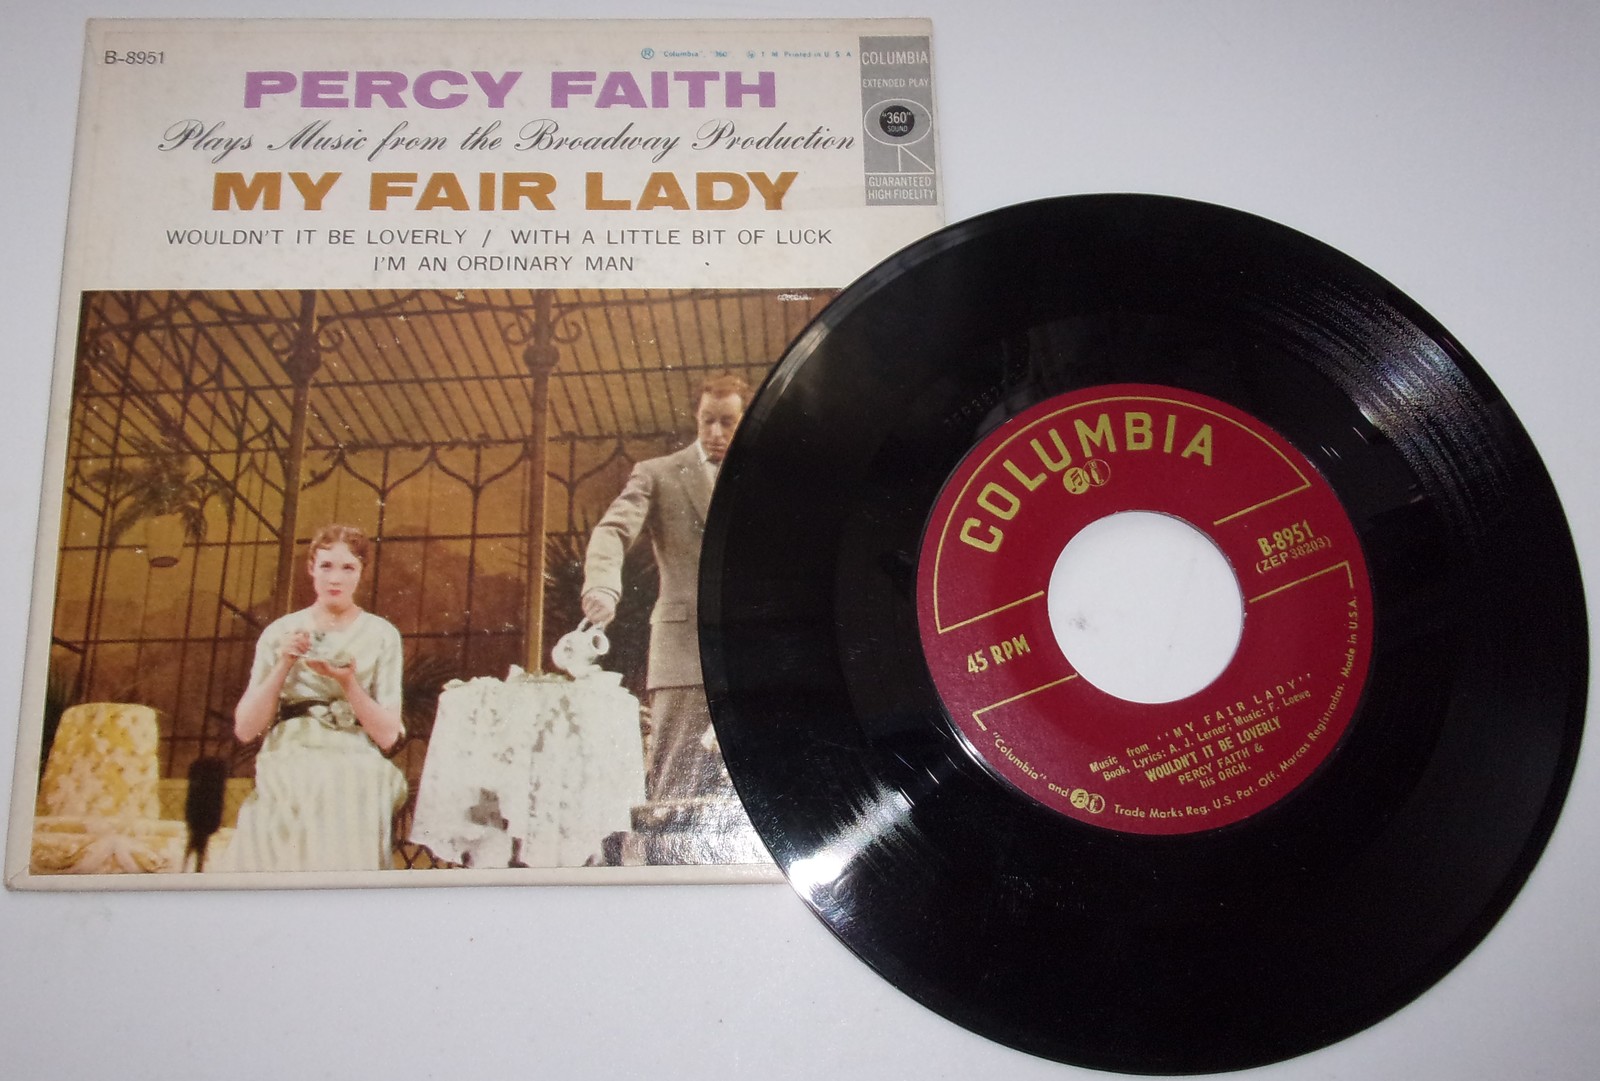 B-8951
Ⓡ "Columbia", "360" Ⓡ T. M. Printed in U S A
PERCY FAITH
Plays Music from the Broadway Production
MY FAIR LADY
WOULDN'T IT BE LOVERLY / WITH A LITTLE BIT OF LUCK
I'M AN ORDINARY MAN
COLUMBIA
EXTENDED PLAY
"360"
SOUND
GUARANTEED
HIGH-FIDELITY
COLUMBIA
B-8951
(ZEP 38203)
45 RPM
Music from "MY FAIR LADY"
Book, Lyrics: A. J. Lerner; Music: F. Loewe
WOULDN'T IT BE LOVERLY
PERCY FAITH &
his ORCH.
"Columbia" and Trade Marks Reg. U.S. Pat. Off. Marcas Registradas. Made in U.S.A.